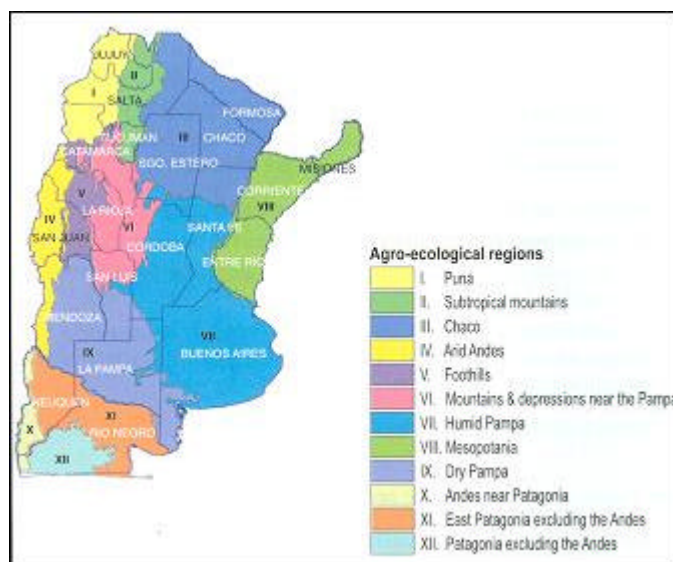 JUJUY
II
I
SALTA
FORMOSA
TUCUMAN
III
CHACO
CATAMARCA
SGO. ESTERO
MISIONES
V
CORRIENTE
LA RIOJA
VIII
IV
SANTA FE
SAN JUAN
VI
CORDOBA
ENTRE RIO
SAN LUIS
MENDOZA
VII
IX
BUENOS AIRES
LA PAMPA
NEUQUEN
XI
X
RIO NEGRO
XII
Agro-ecological regions
I. Puna
II. Subtropical mountains
III. Chaco
IV. Arid Andes
V. Foothills
VI. Mountains & depressions near the Pampa
VII. Humid Pampa
VIII. Mesopotania
IX. Dry Pampa
X. Andes near Patagonia
XI. East Patagonia excluding the Andes
XII. Patagonia excluding the Andes